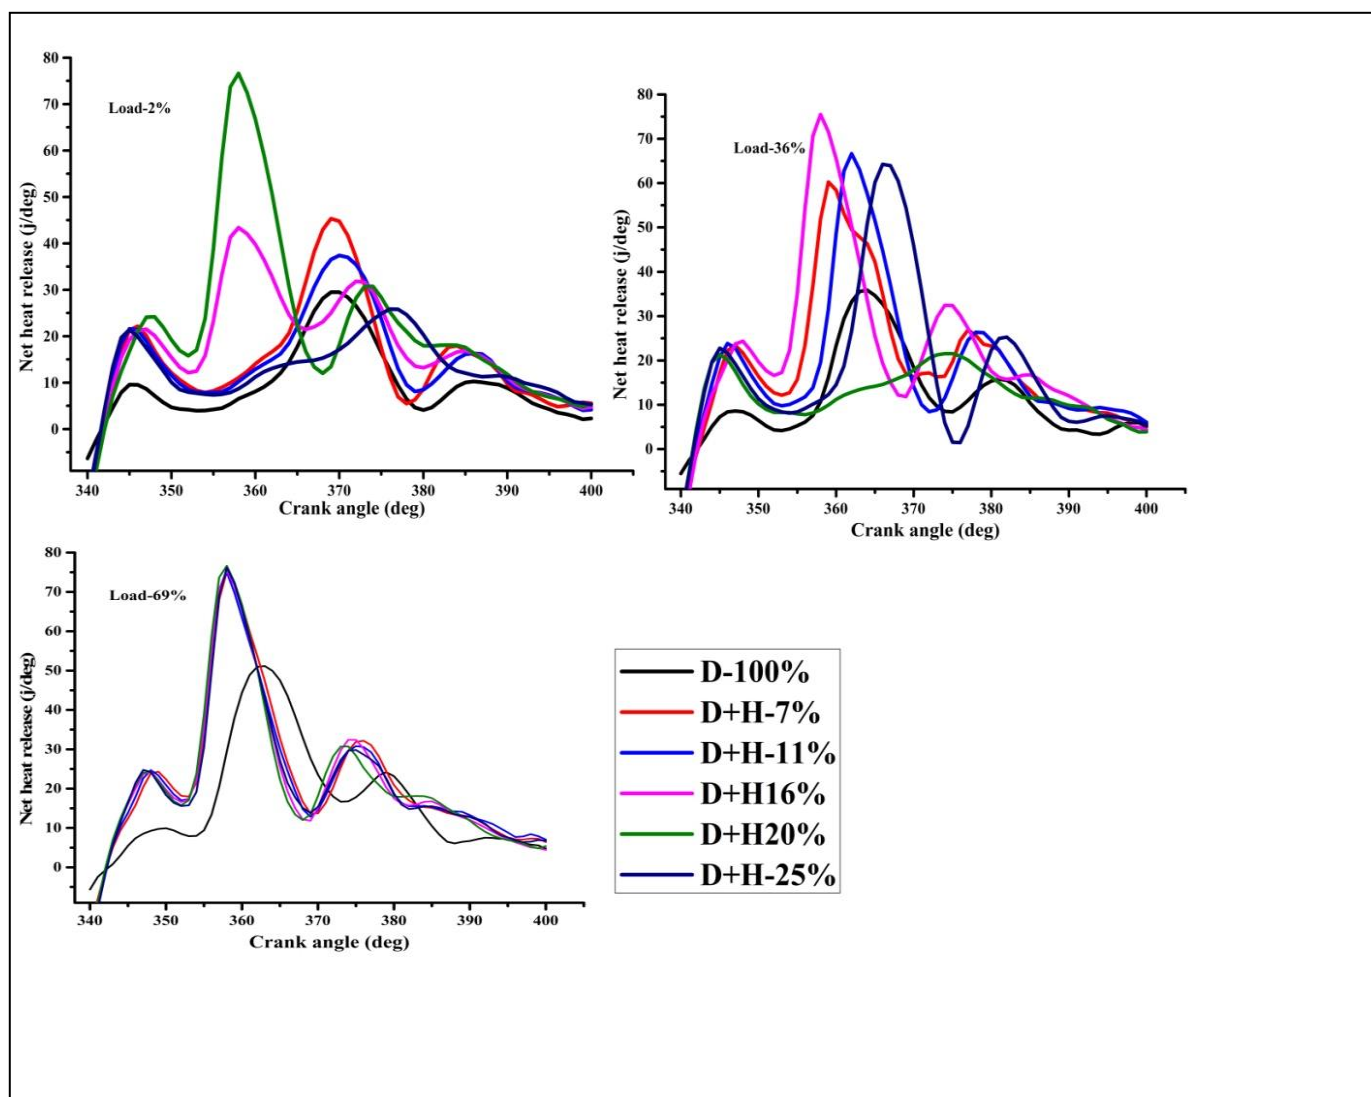 80
70
60
50
40
30
20
10
0
Net heat release (j/deg)
Load-2%
340 350 360 370 380 390 400
Crank angle (deg)
80
70
60
50
40
30
20
10
0
Net heat release (j/deg)
Load-36%
340 350 360 370 380 390 400
Crank angle (deg)
80
70
60
50
40
30
20
10
0
Net heat release (j/deg)
Load-69%
340 350 360 370 380 390 400
Crank angle (deg)
D-100%
D+H-7%
D+H-11%
D+H16%
D+H20%
D+H-25%